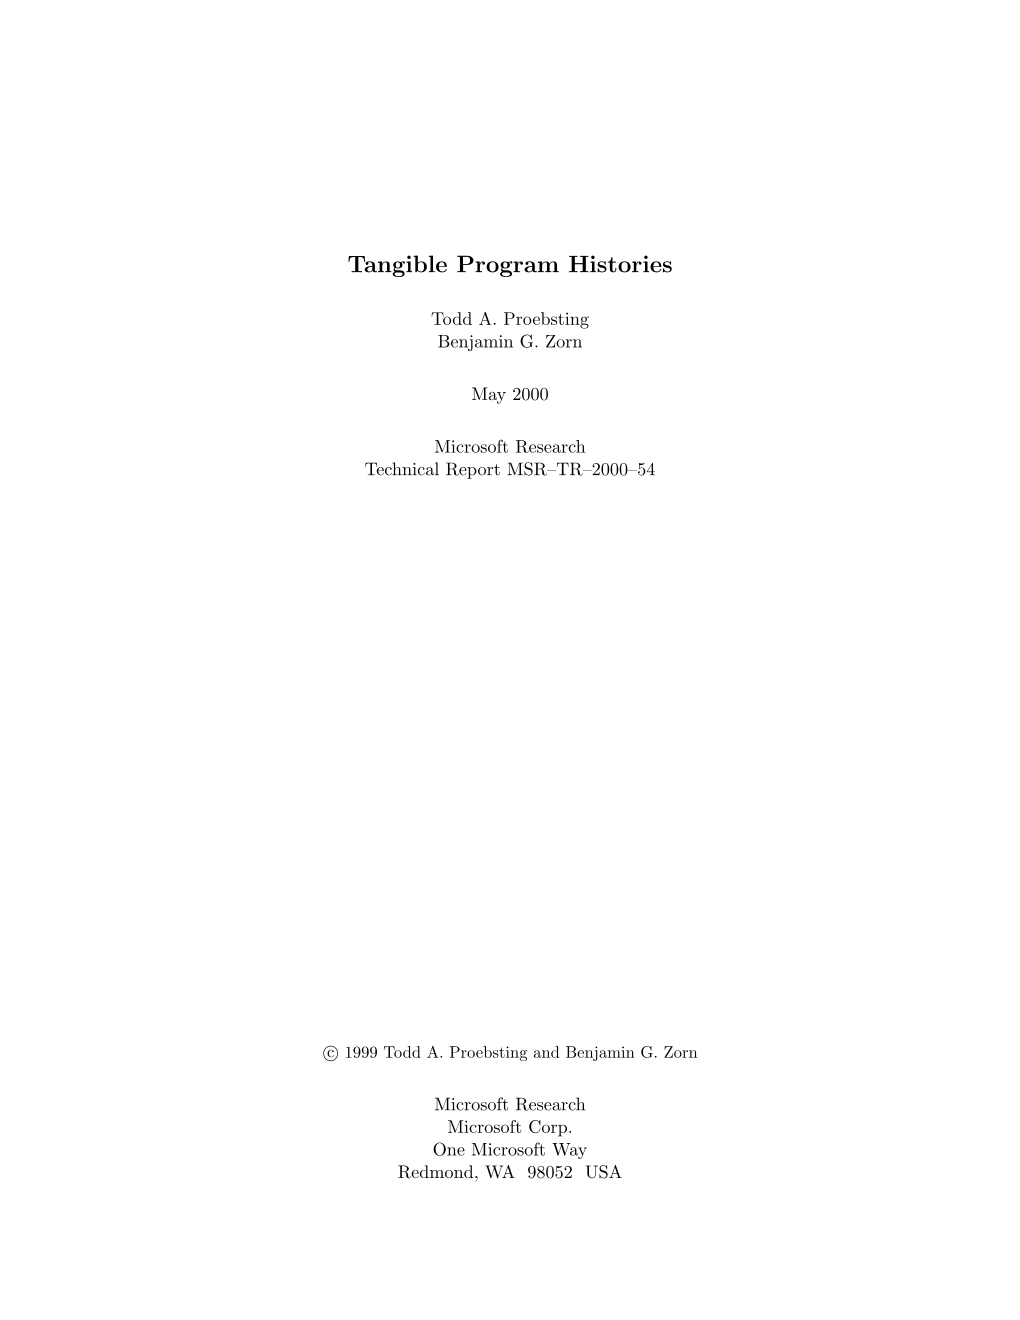 Tangible Program Histories
Todd A. Proebsting
Benjamin G. Zorn
May 2000
Microsoft Research
Technical Report MSR–TR–2000–54
© 1999 Todd A. Proebsting and Benjamin G. Zorn
Microsoft Research
Microsoft Corp.
One Microsoft Way
Redmond, WA 98052 USA